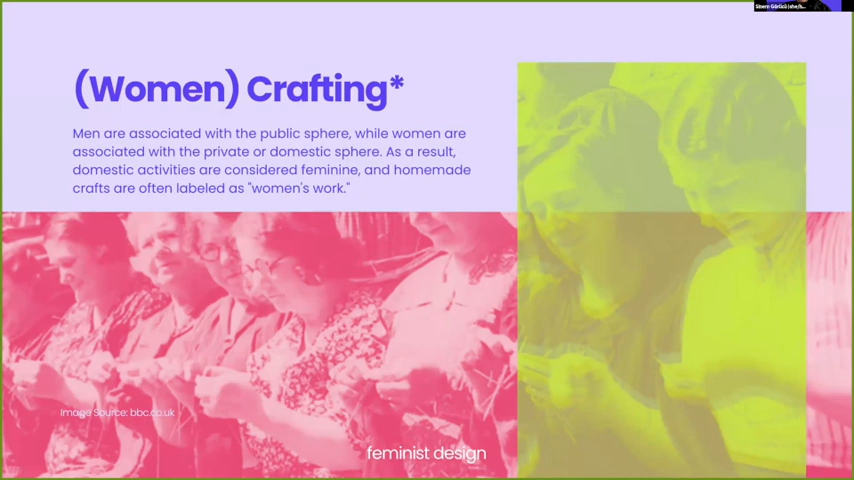 (Women) Crafting*
Men are associated with the public sphere, while women are
associated with the private or domestic sphere. As a result,
domestic activities are considered feminine, and homemade
crafts are often labeled as "women's work."
Image Source: bbc.co.uk
feminist design